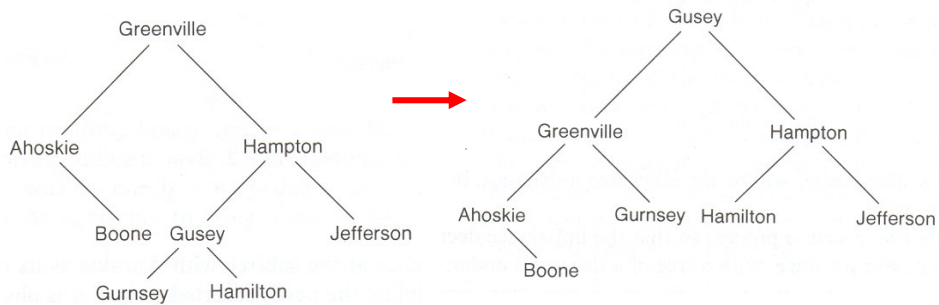 Greenville
Ahoskie
Hampton
Boone
Gusey
Jefferson
Gurnsey
Hamilton
Gusey
Greenville
Hampton
Ahoskie
Gurnsey
Hamilton
Jefferson
Boone